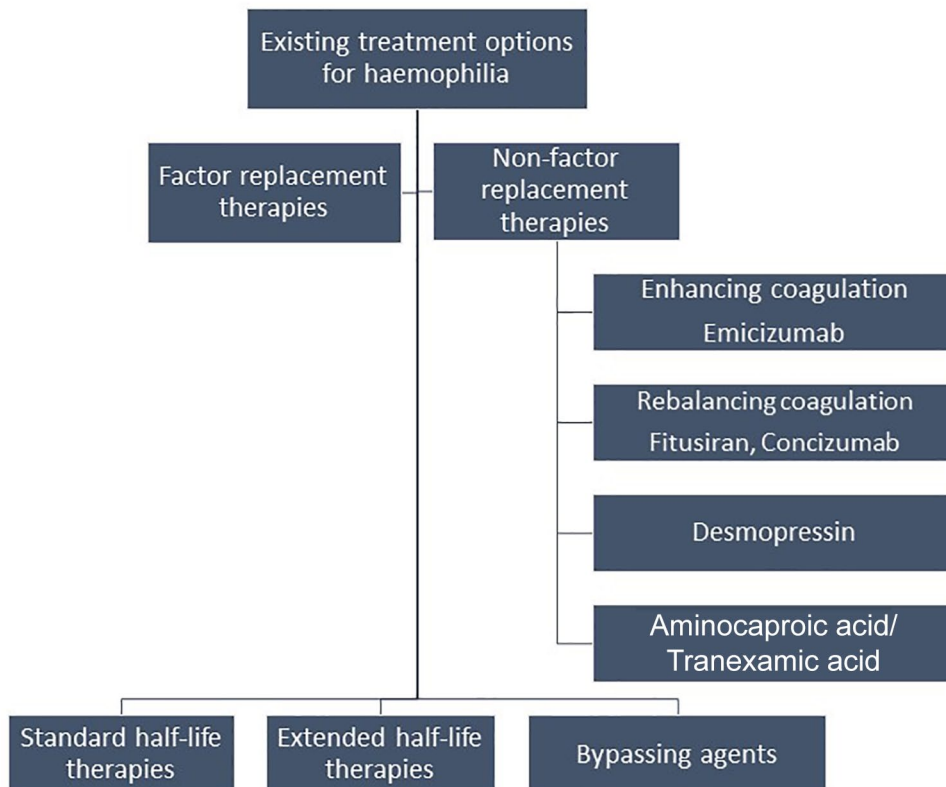 Existing treatment options
for haemophilia
Factor replacement
therapies
Non-factor
replacement
therapies
Enhancing coagulation
Emicizumab
Rebalancing coagulation
Fitusiran, Concizumab
Desmopressin
Aminocaproic acid/
Tranexamic acid
Standard half-life
therapies
Extended half-life
therapies
Bypassing agents